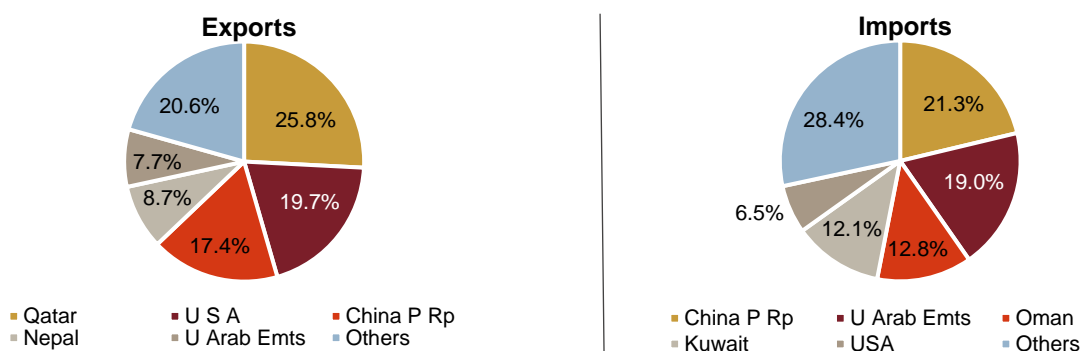 Exports
20.6%
25.8%
7.7%
8.7%
19.7%
17.4%
Qatar
U S A
China P Rp
Nepal
U Arab Emts
Others
Imports
28.4%
21.3%
19.0%
6.5%
12.1%
12.8%
China P Rp
U Arab Emts
Oman
Kuwait
USA
Others